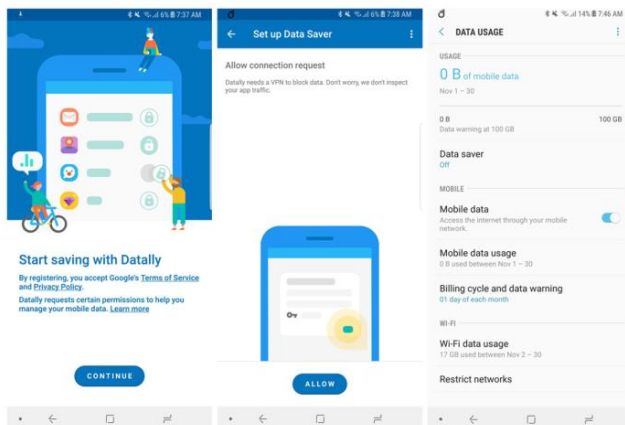 6% 7:37 AM
Start saving with Datally
By registering, you accept Google's Terms of Service
and Privacy Policy.
Datally requests certain permissions to help you
manage your mobile data. Learn more
CONTINUE
6% 7:38 AM
Set up Data Saver
Allow connection request
Datally needs a VPN to block data. Don't worry, we don't inspect
your app traffic.
ALLOW
14% 7:46 AM
DATA USAGE
USAGE
0 B of mobile data
Nov 1 – 30
0 B
100 GB
Data warning at 100 GB
Data saver
Off
MOBILE
Mobile data
Access the internet through your mobile
network.
Mobile data usage
0 B used between Nov 1 – 30
Billing cycle and data warning
01 day of each month
WI-FI
Wi-Fi data usage
17 GB used between Nov 2 – 30
Restrict networks